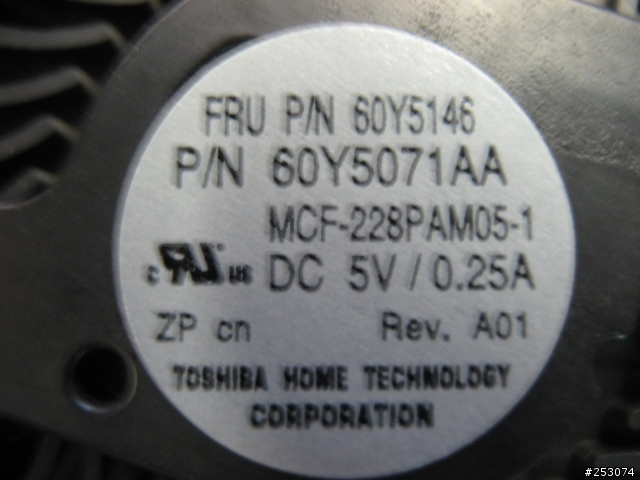 FRU P/N 60Y5146
P/N 60Y5071AA
MCF-228PAM05-1
c RU us DC 5V / 0.25A
ZP cn Rev. A01
TOSHIBA HOME TECHNOLOGY
CORPORATION
#253074